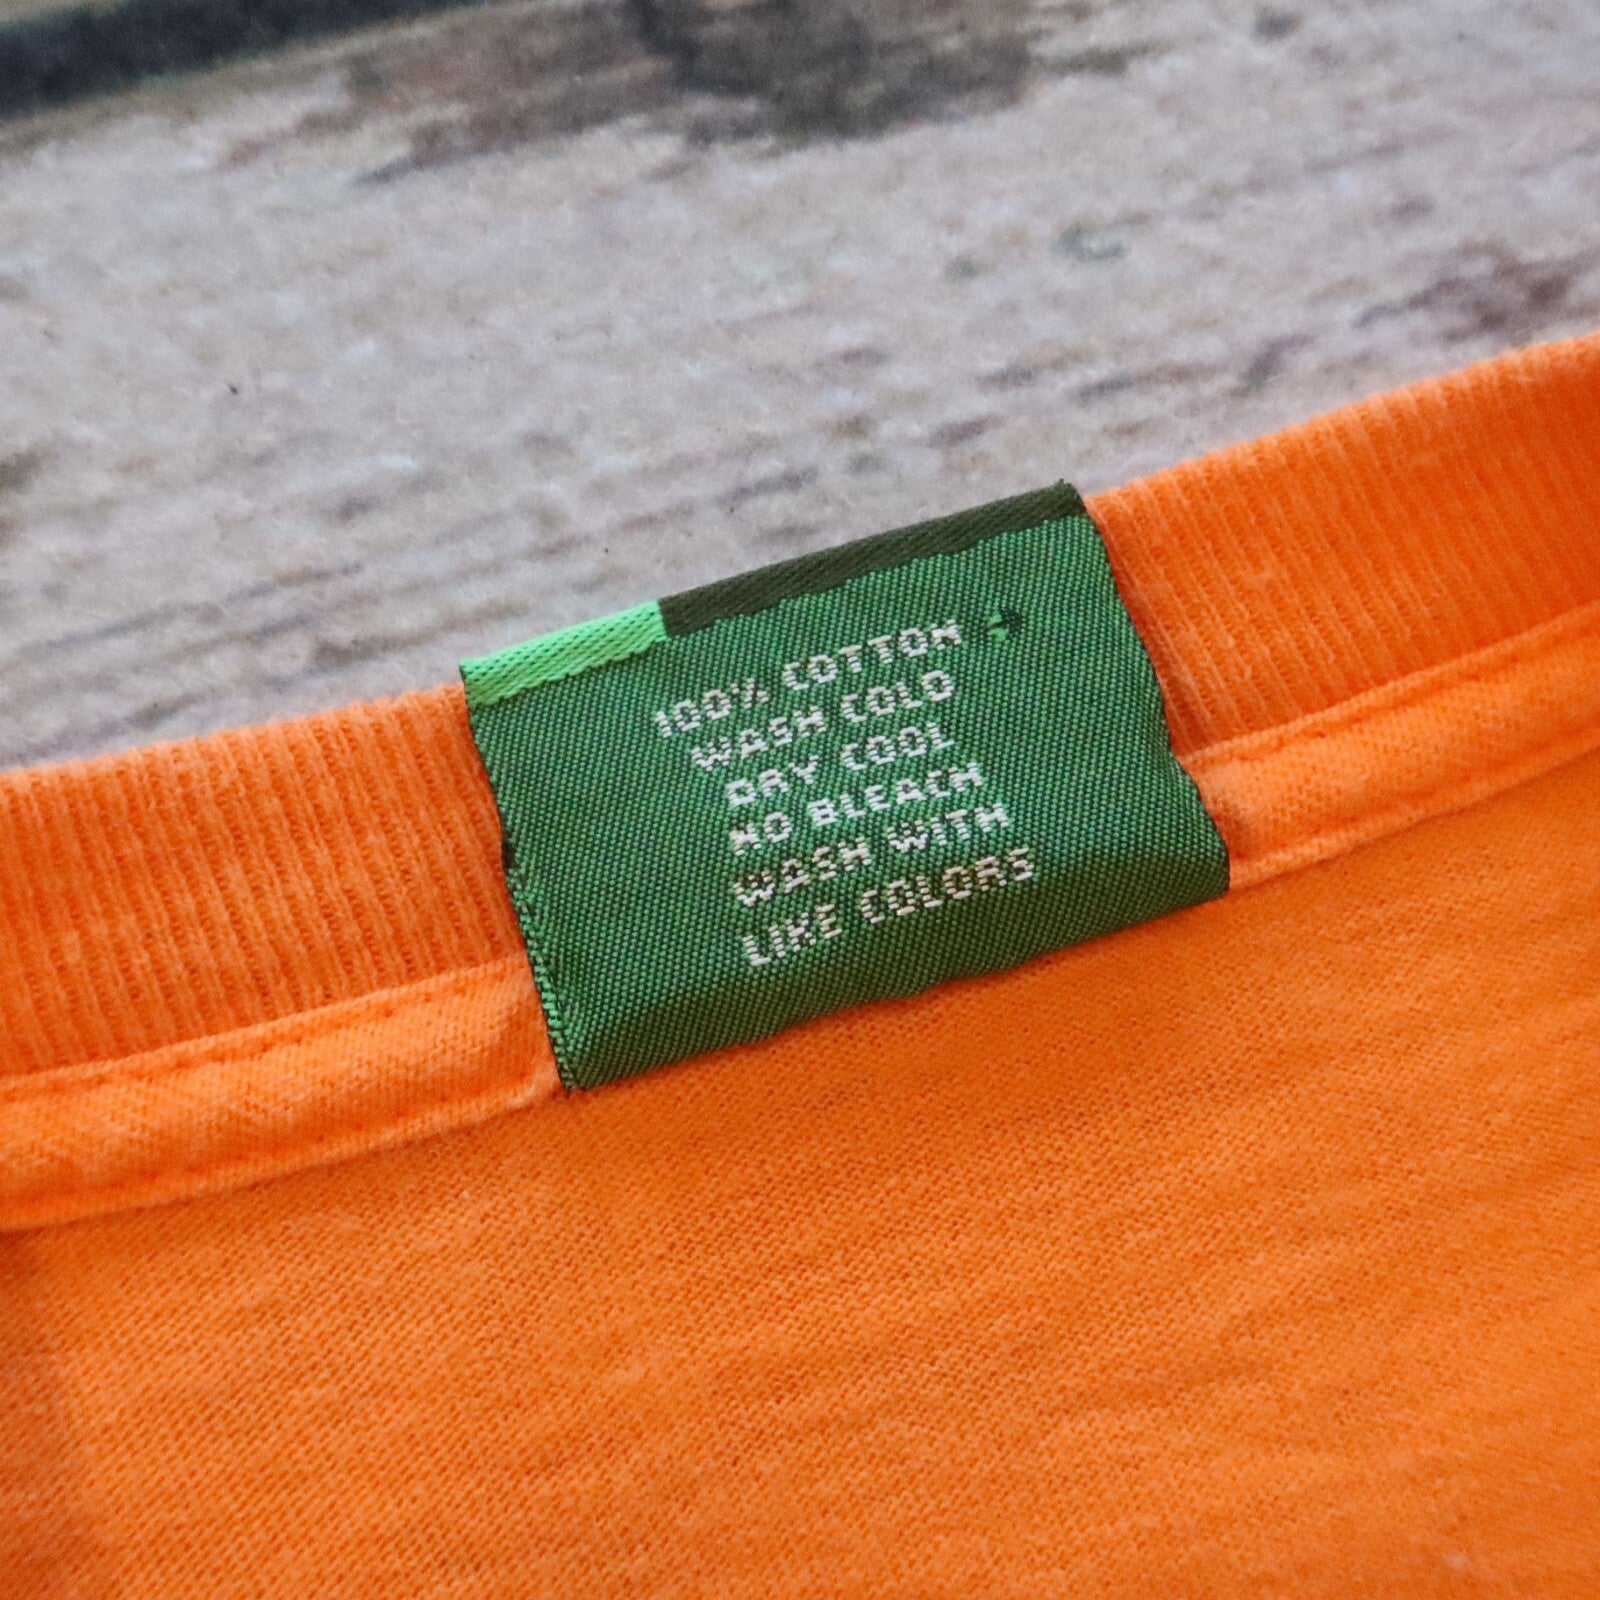 100% COTTON
WASH COLD
DRY COOL
NO BLEACH
WASH WITH
LIKE COLORS